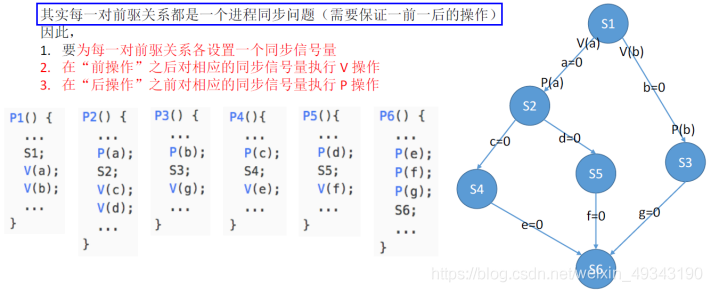 其实每一对前驱关系都是一个进程同步问题（需要保证一前一后的操作）
因此，
1. 要为每一对前驱关系各设置一个同步信号量
2. 在“前操作”之后对相应的同步信号量执行 V 操作
3. 在“后操作”之前对相应的同步信号量执行 P 操作
P1() {
...
S1;
V(a);
V(b);
...
}
P2() {
...
P(a);
S2;
V(c);
V(d);
...
}
P3() {
...
P(b);
S3;
V(g);
...
}
P4(){
...
P(c);
S4;
V(e);
...
}
P5(){
...
P(d);
S5;
V(f);
...
}
P6() {
...
P(e);
P(f);
P(g);
S6;
...
}
S1
V(a)
V(b)
a=0
b=0
P(a)
S2
P(b)
S3
c=0
d=0
S4
S5
e=0
f=0
g=0
S6
https://blog.csdn.net/weixin_49343190